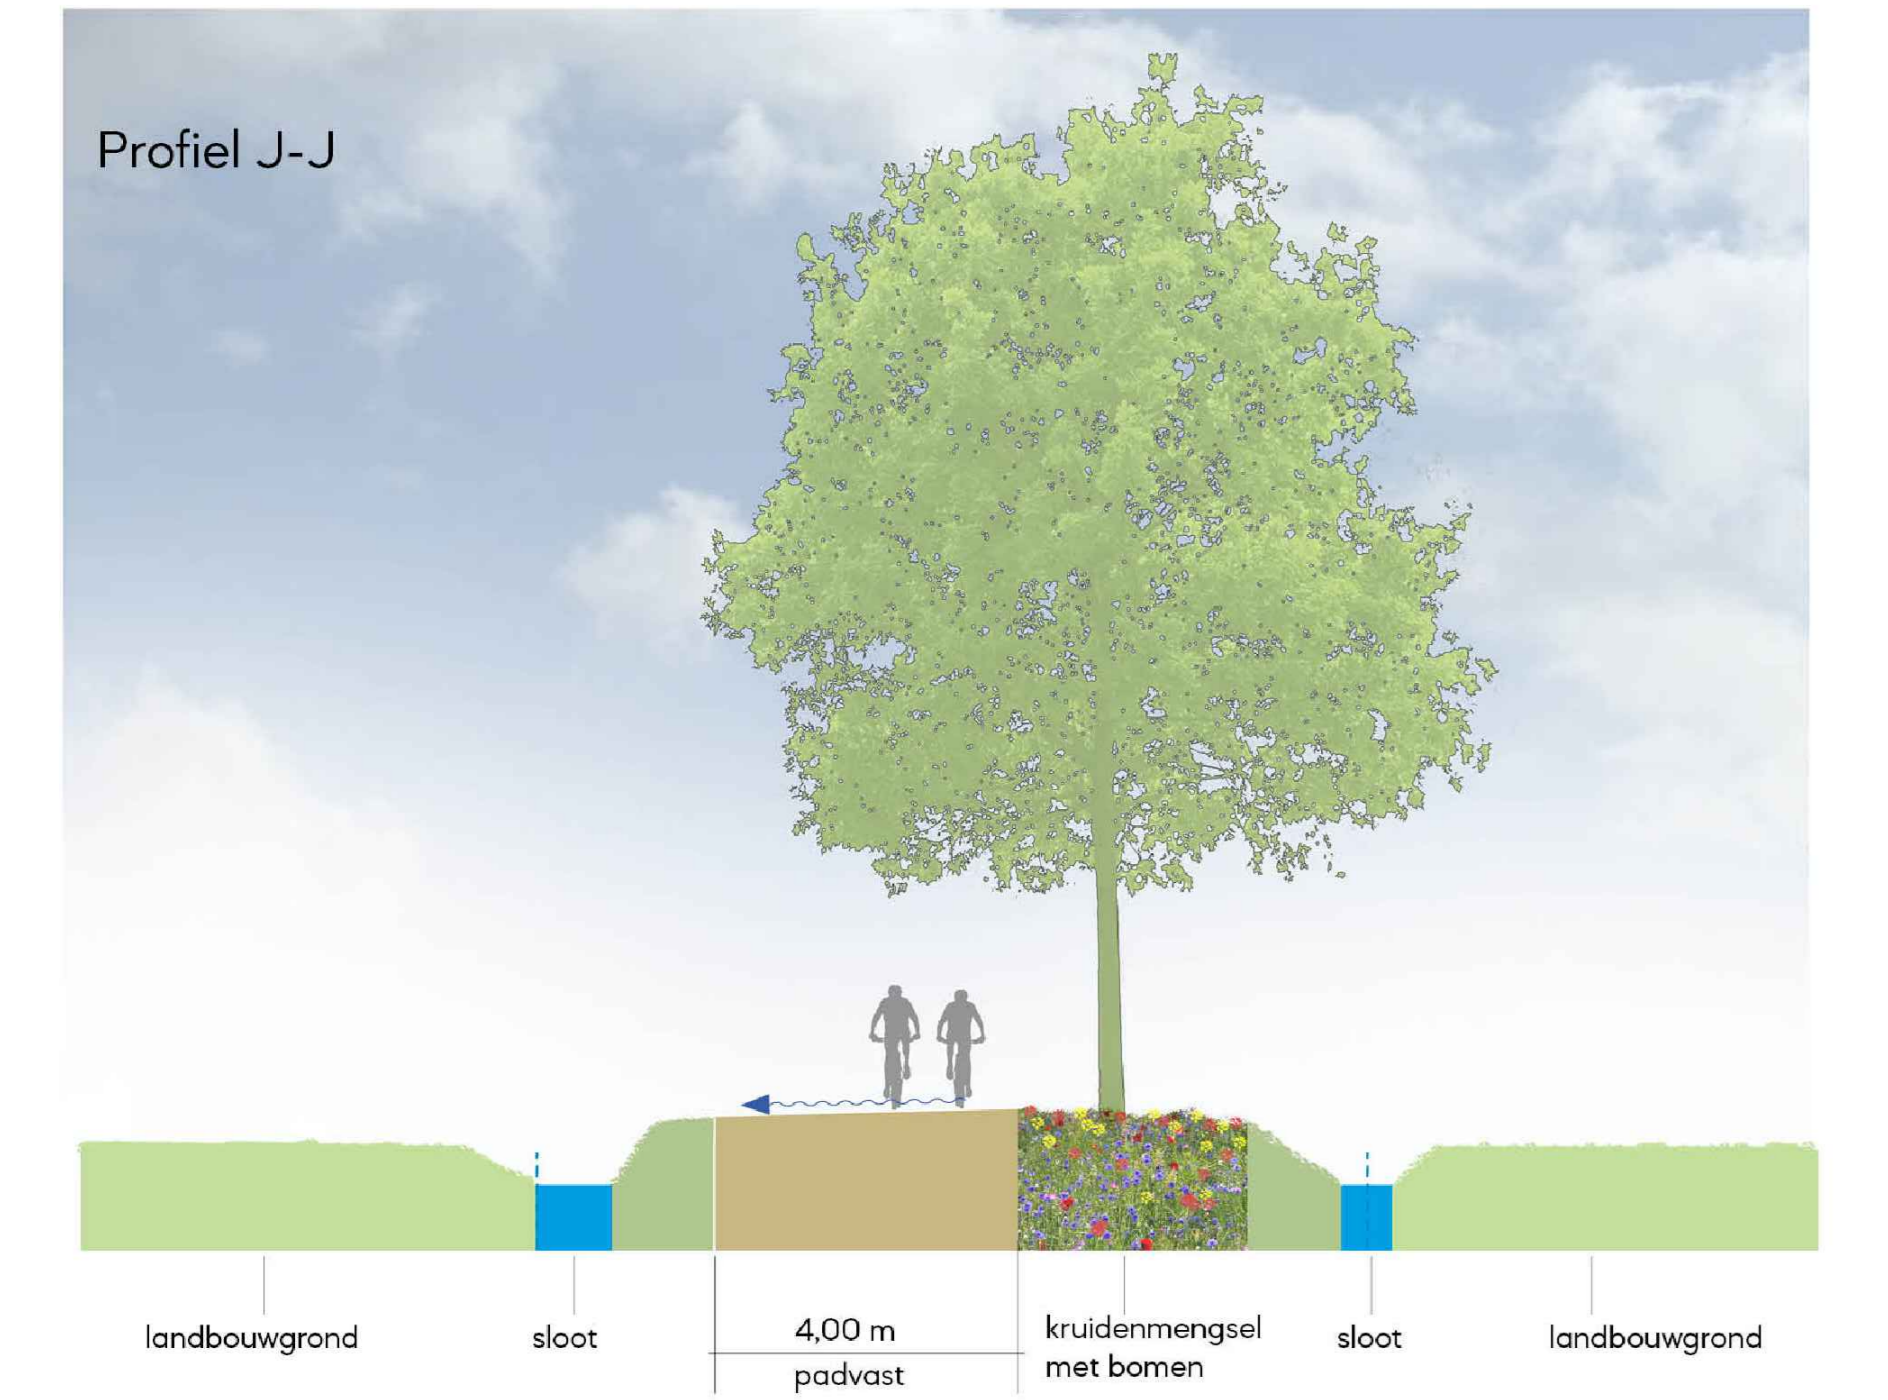 Profiel J-J
landbouwgrond
sloot
4,00 m
padvast
kruidenmengsel
met bomen
sloot
landbouwgrond